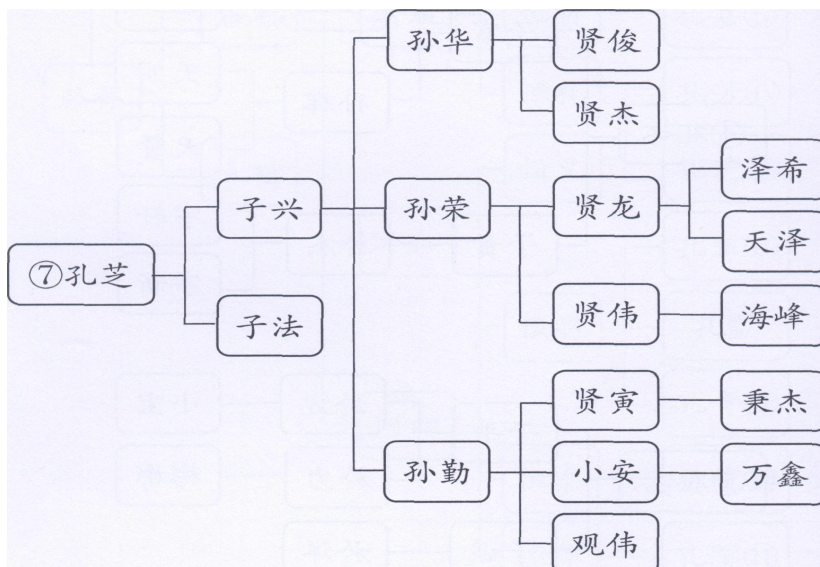 孙华 贤俊
贤杰
泽希
子兴 孙荣 贤龙
天泽
⑦孔芝
子法 贤伟 海峰
贤寅 秉杰
孙勤 小安 万鑫
观伟